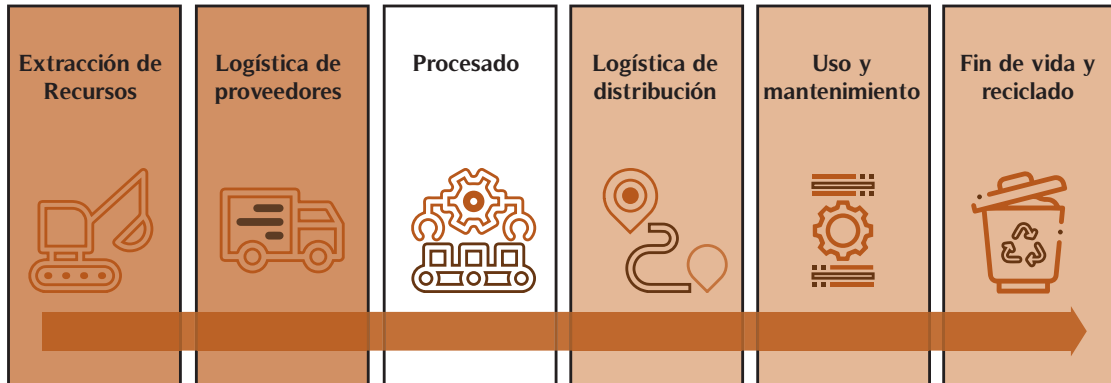 Extracción de
Recursos
Logística de
proveedores
Procesado
Logística de
distribución
Uso y
mantenimiento
Fin de vida y
reciclado